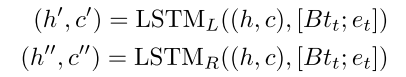 (h′, c′) = LSTM_L((h, c), [Bt_t; e_t])
(h′′, c′′) = LSTM_R((h, c), [Bt_t; e_t])